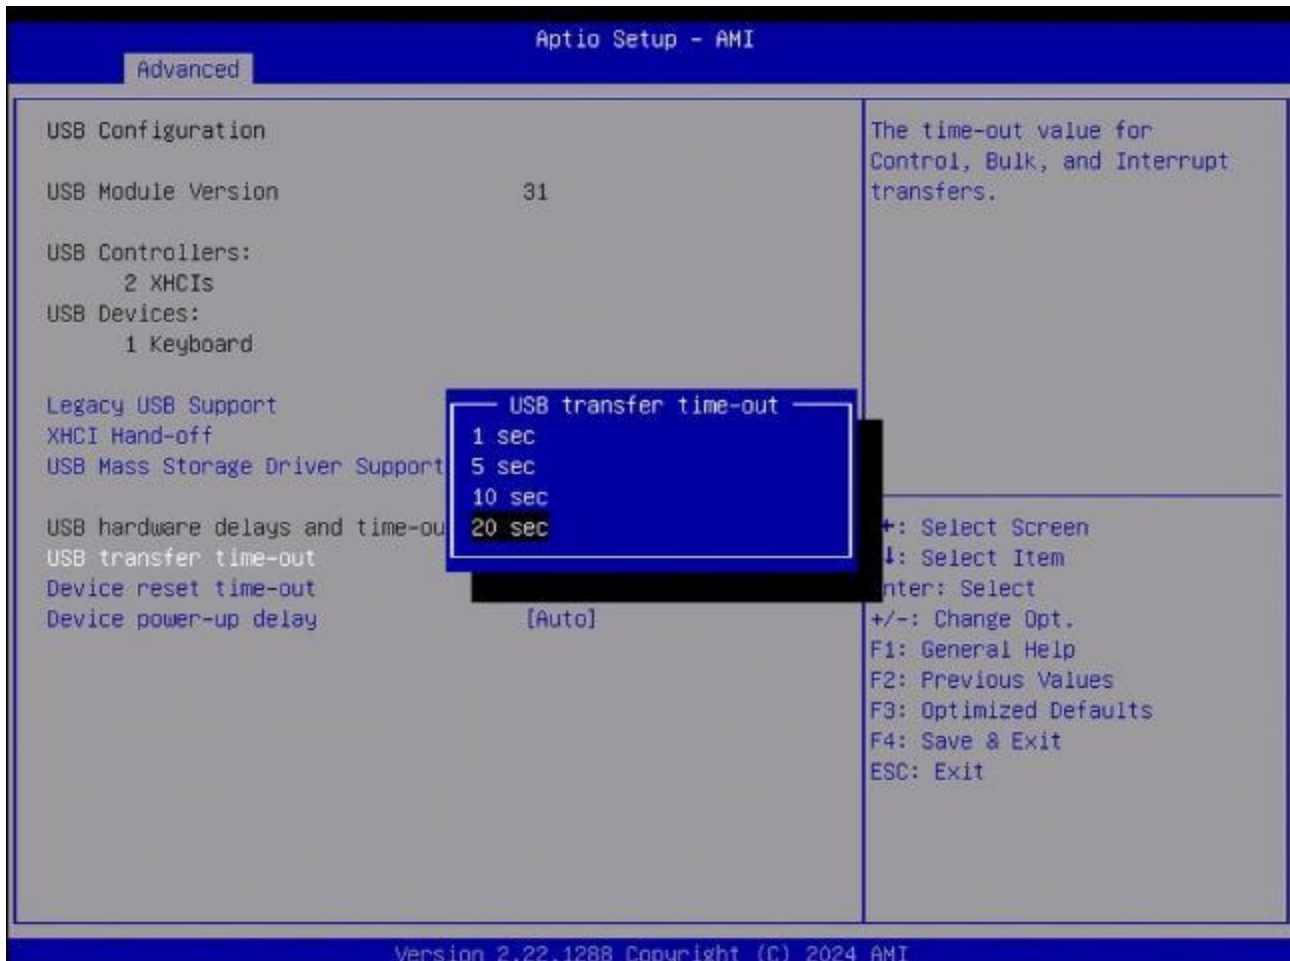 Aptio Setup - AMI
Advanced
USB Configuration
USB Module Version 31
USB Controllers:
2 XHCIs
USB Devices:
1 Keyboard
Legacy USB Support
XHCI Hand-off
USB Mass Storage Driver Support
USB hardware delays and time-ou
USB transfer time-out
Device reset time-out
Device power-up delay [Auto]
USB transfer time-out
1 sec
5 sec
10 sec
20 sec
The time-out value for
Control, Bulk, and Interrupt
transfers.
: Select Screen
↓: Select Item
nter: Select
+/-: Change Opt.
F1: General Help
F2: Previous Values
F3: Optimized Defaults
F4: Save & Exit
ESC: Exit
Version 2.22.1288 Copyright (C) 2024 AMI